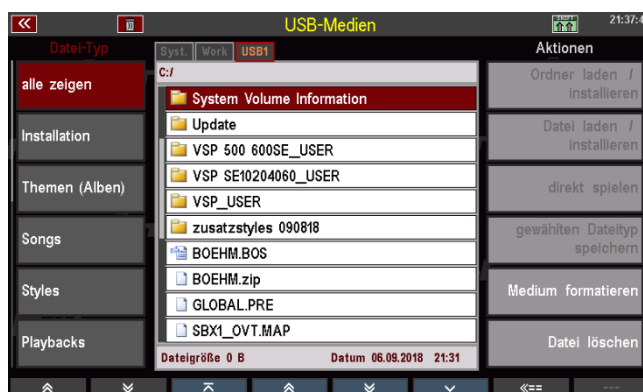 USB-Medien
21:37:4
Datei-Typ
Syst. Work USB1
Aktionen
C:/
alle zeigen
Installation
Themen (Alben)
Songs
Styles
Playbacks
System Volume Information
Update
VSP 500 600SE_USER
VSP SE10204060_USER
VSP_USER
zusatzstyles 090818
BOEHM.BOS
BOEHM.zip
GLOBAL.PRE
SBX1_OVT.MAP
Dateigröße 0 B Datum 06.09.2018 21:31
Ordner laden /
installieren
Datei laden /
installieren
direkt spielen
gewählten Dateityp
speichern
Medium formatieren
Datei löschen
«==
---